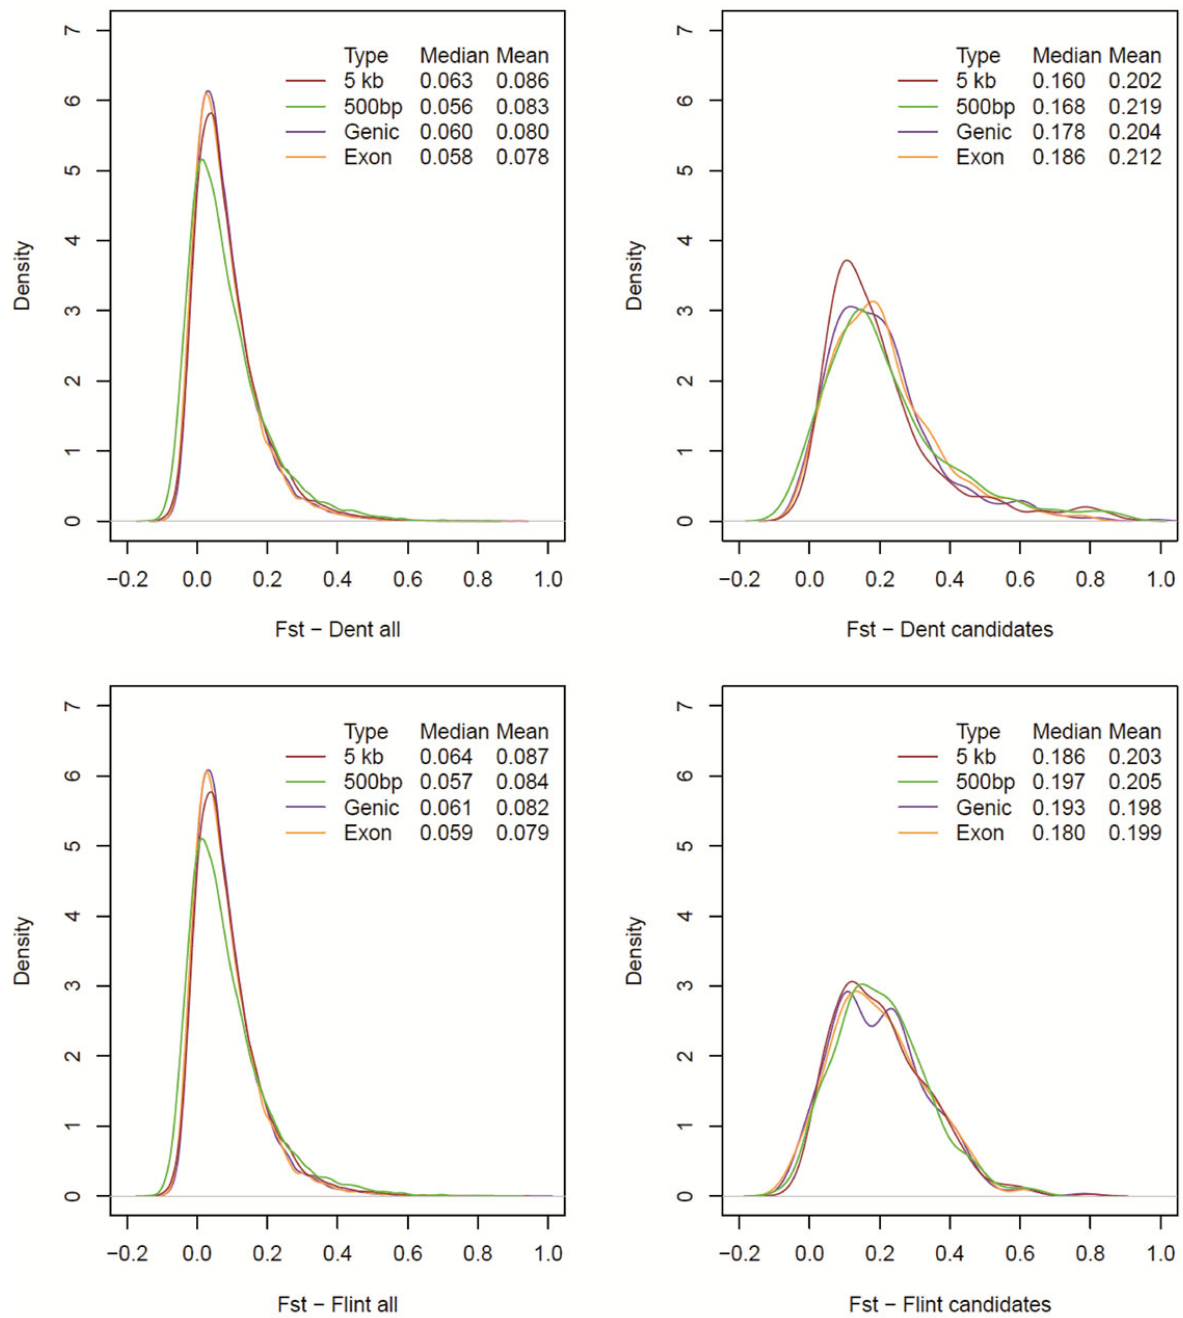 7
6
5
4
3
2
1
0
Density
Type Median Mean
5 kb 0.063 0.086
500bp 0.056 0.083
Genic 0.060 0.080
Exon 0.058 0.078
−0.2 0.0 0.2 0.4 0.6 0.8 1.0
Fst − Dent all
7
6
5
4
3
2
1
0
Density
Type Median Mean
5 kb 0.160 0.202
500bp 0.168 0.219
Genic 0.178 0.204
Exon 0.186 0.212
−0.2 0.0 0.2 0.4 0.6 0.8 1.0
Fst − Dent candidates
7
6
5
4
3
2
1
0
Density
Type Median Mean
5 kb 0.064 0.087
500bp 0.057 0.084
Genic 0.061 0.082
Exon 0.059 0.079
−0.2 0.0 0.2 0.4 0.6 0.8 1.0
Fst − Flint all
7
6
5
4
3
2
1
0
Density
Type Median Mean
5 kb 0.186 0.203
500bp 0.197 0.205
Genic 0.193 0.198
Exon 0.180 0.199
−0.2 0.0 0.2 0.4 0.6 0.8 1.0
Fst − Flint candidates